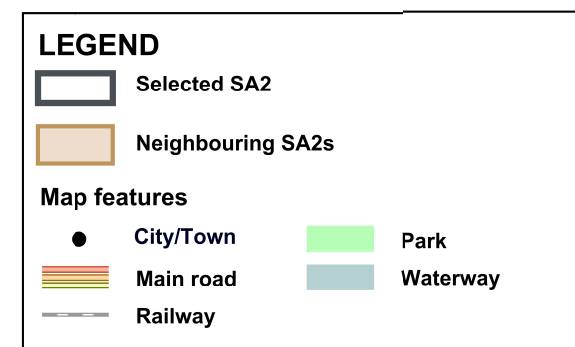 LEGEND
Selected SA2
Neighbouring SA2s
Map features
City/Town
Park
Main road
Waterway
Railway